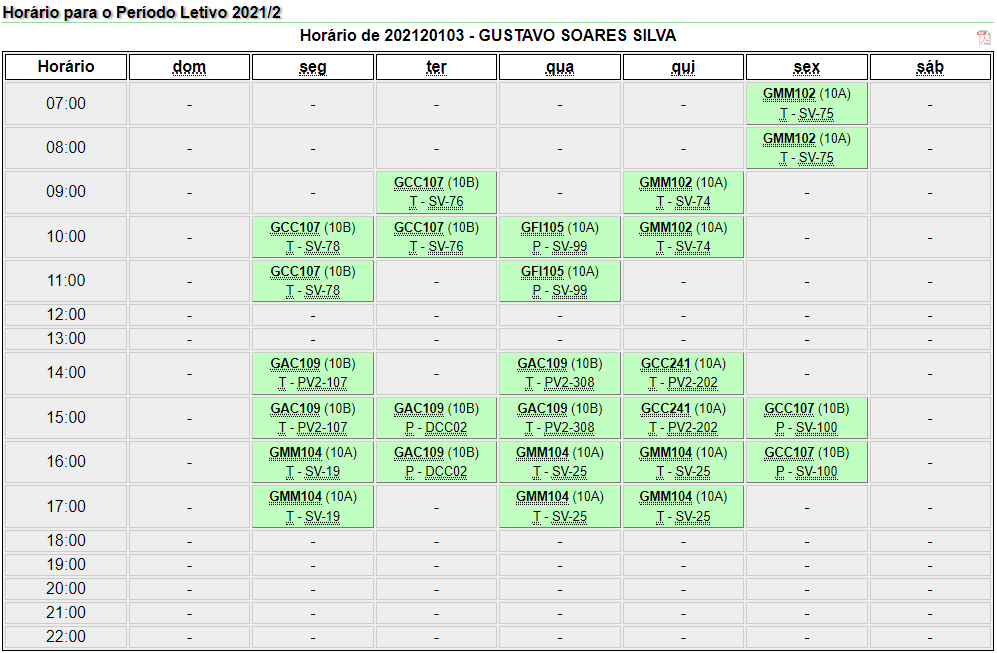 Horário para o Período Letivo 2021/2
Horário de 202120103 - GUSTAVO SOARES SILVA
Horário dom seg ter qua qui sex sáb
07:00 - - - - - GMM102 (10A) -
T - SV-75
08:00 - - - - - GMM102 (10A) -
T - SV-75
09:00 - - GCC107 (10B) - GMM102 (10A) - -
T - SV-76 T - SV-74
10:00 - GCC107 (10B) GCC107 (10B) GFI105 (10A) GMM102 (10A) - -
T - SV-78 T - SV-76 P - SV-99 T - SV-74
11:00 - GCC107 (10B) - GFI105 (10A) - - -
T - SV-78 P - SV-99
12:00 - - - - - - -
13:00 - - - - - - -
14:00 - GAC109 (10B) - GAC109 (10B) GCC241 (10A) - -
T - PV2-107 T - PV2-308 T - PV2-202
15:00 - GAC109 (10B) GAC109 (10B) GAC109 (10B) GCC241 (10A) GCC107 (10B) -
T - PV2-107 P - DCC02 T - PV2-308 T - PV2-202 P - SV-100
16:00 - GMM104 (10A) GAC109 (10B) GMM104 (10A) GMM104 (10A) GCC107 (10B) -
T - SV-19 P - DCC02 T - SV-25 T - SV-25 P - SV-100
17:00 - GMM104 (10A) - GMM104 (10A) GMM104 (10A) - -
T - SV-19 T - SV-25 T - SV-25
18:00 - - - - - - -
19:00 - - - - - - -
20:00 - - - - - - -
21:00 - - - - - - -
22:00 - - - - - - -